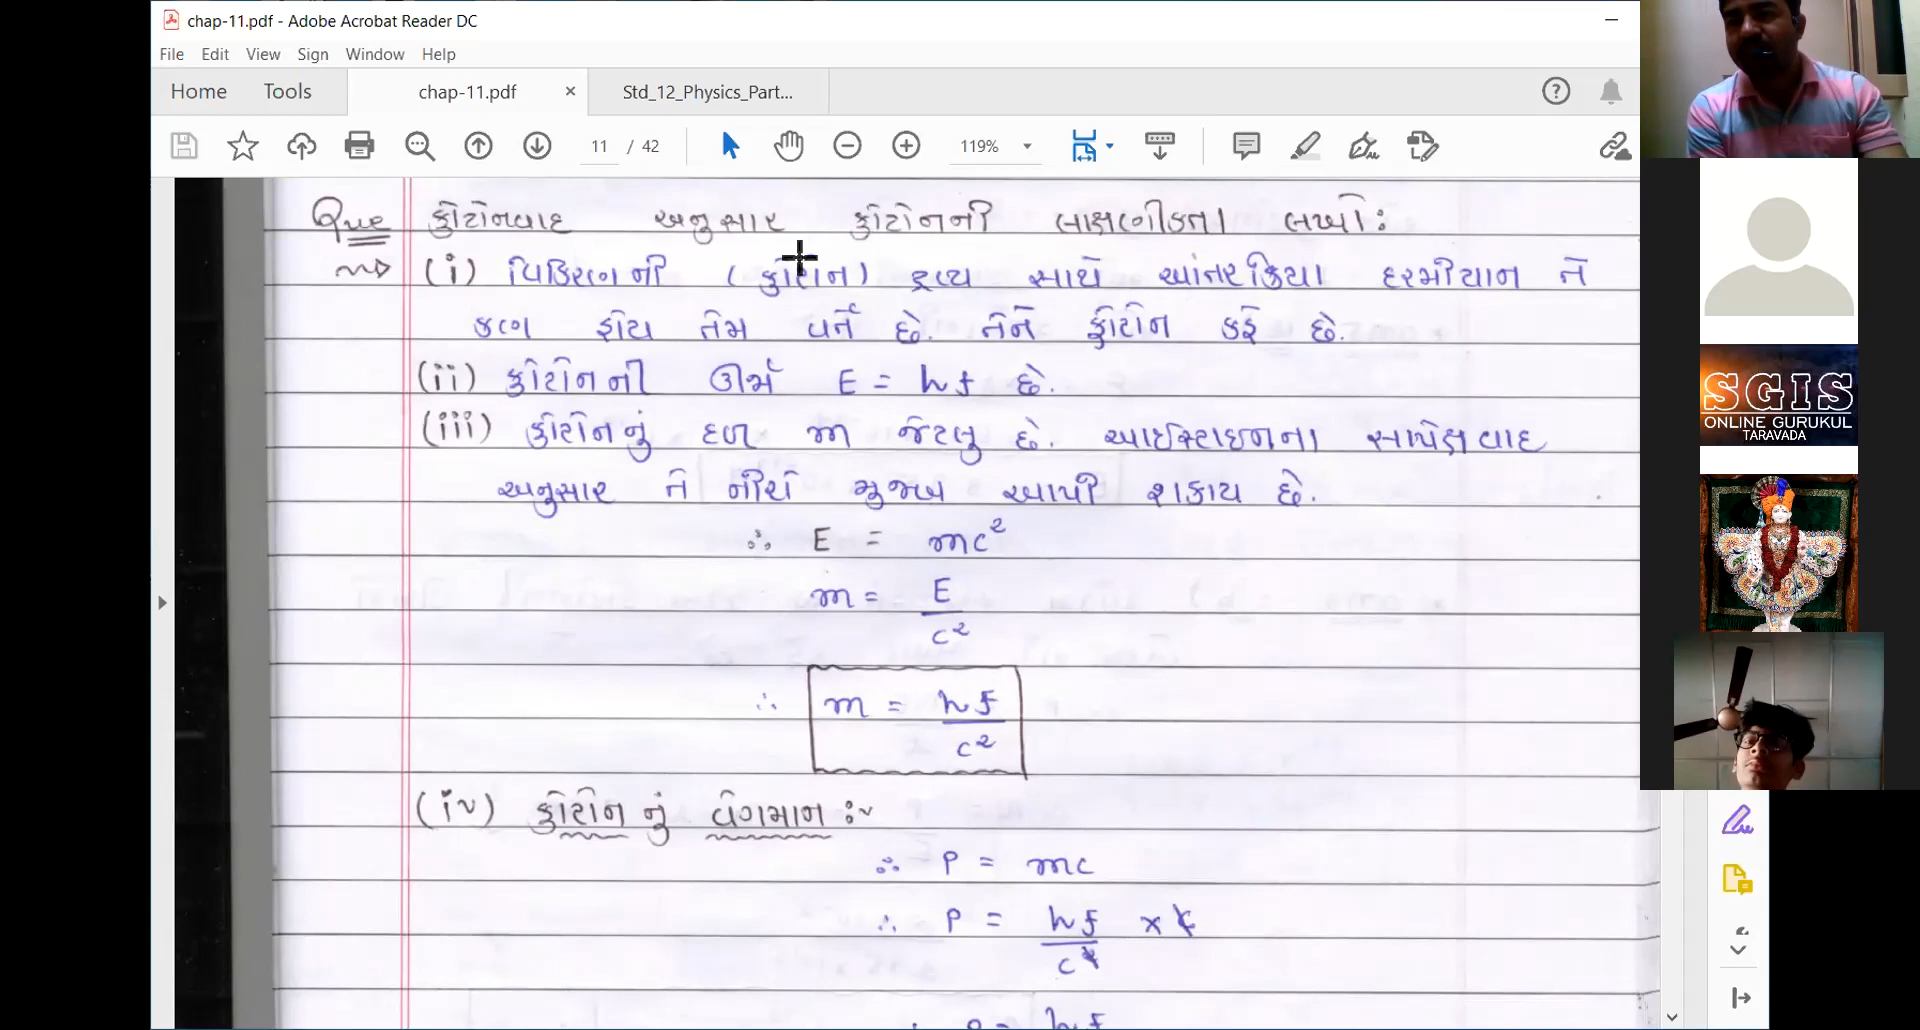 chap-11.pdf - Adobe Acrobat Reader DC
File Edit View Sign Window Help
Home Tools chap-11.pdf × Std_12_Physics_Part...
11 / 42 119%
Que ફોટોનવાદ અનુસાર ફોટોનની લાક્ષણીકતા લખો:
(i) વિકિરણની (ફોટોન) દ્રવ્ય સાથે આંતરક્રિયા દરમીયાન તે
કણ હોય તેમ વર્તે છે. તેને ફોટોન કહે છે.
(ii) ફોટોનની ઊર્જા E = hf છે.
(iii) ફોટોનનું દળ m જેટલુ છે. આઇન્સ્ટાઇનના સાપેક્ષવાદ
અનુસાર તે નીચે મુજબ આપી શકાય છે.
∴ E = mc²
m = E / c²
∴ m = hf / c²
(iv) ફોટોન નું વેગમાન :~
∴ P = mc
∴ P = hf / c² × c
SGIS
ONLINE GURUKUL
TARAVADA